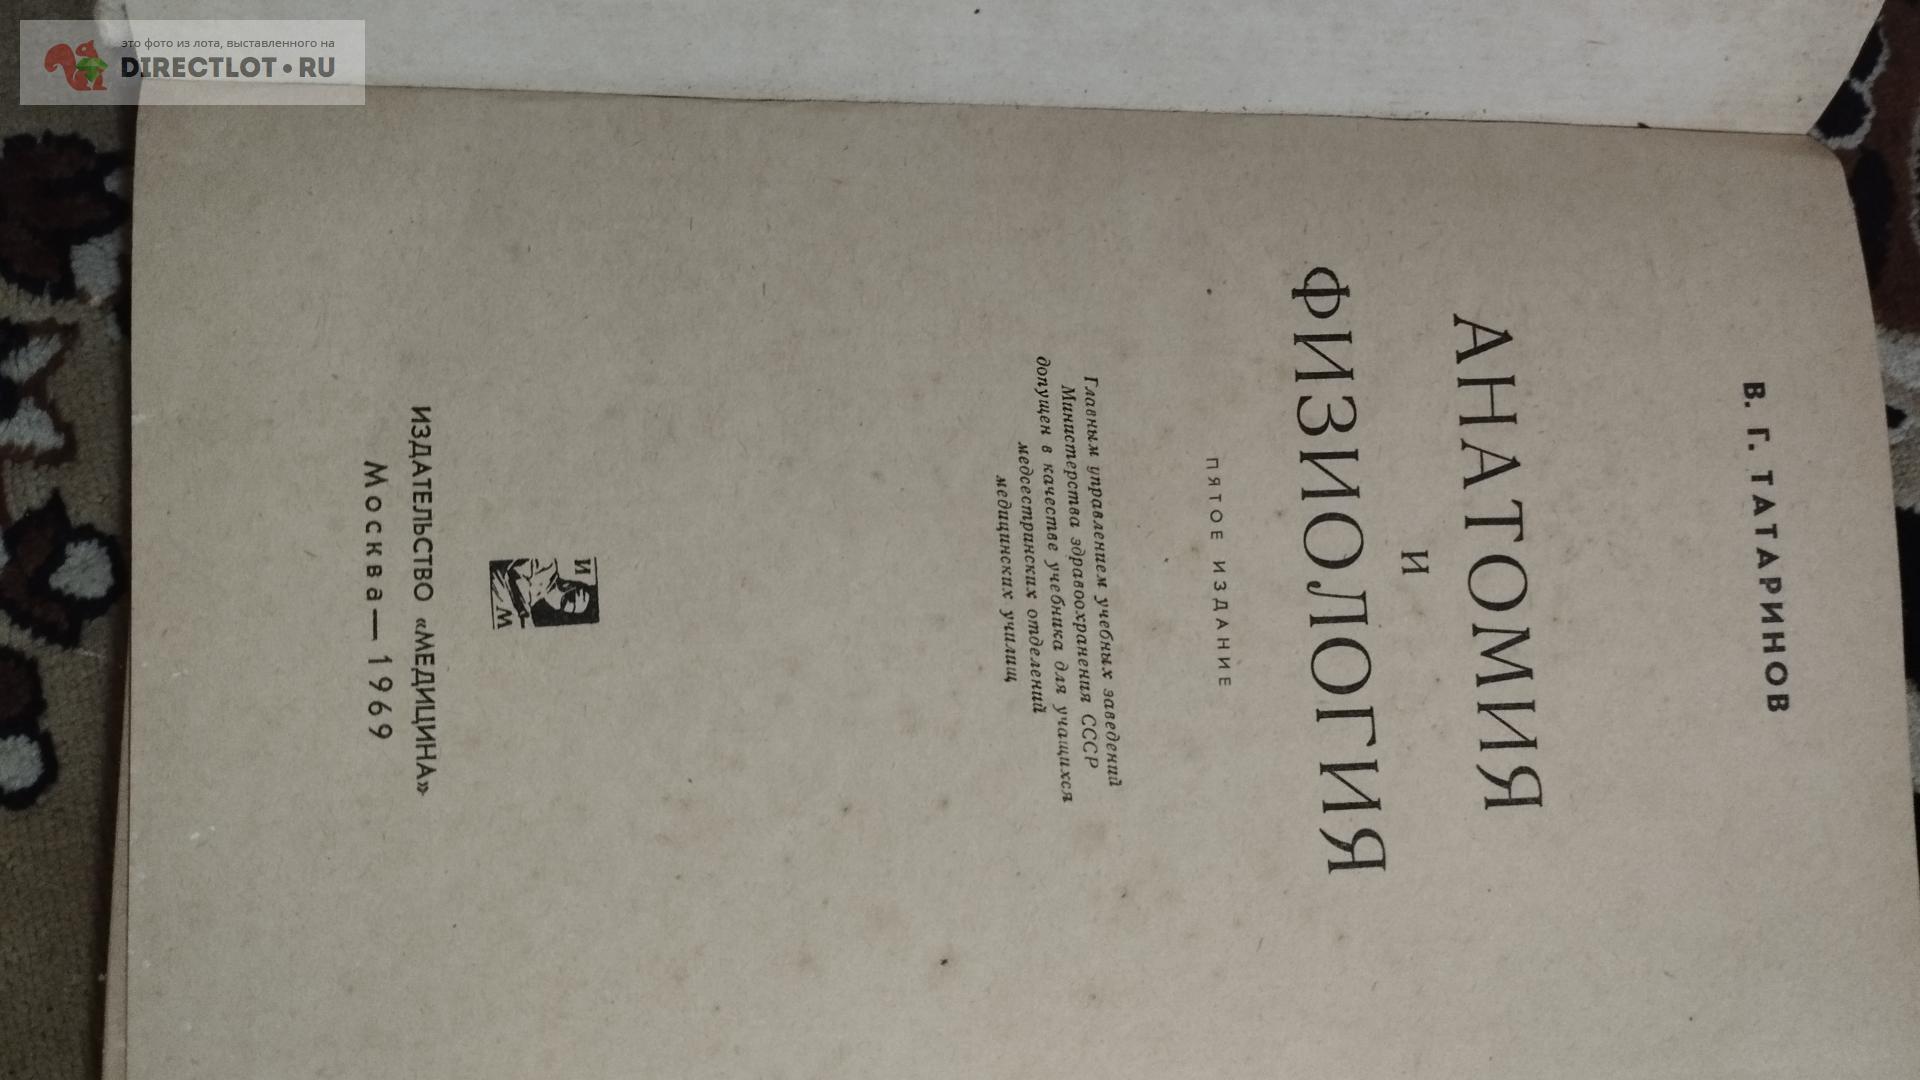 это фото из лота, выставленного на
DIRECTLOT•RU
В. Г. ТАТАРИНОВ
АНАТОМИЯ
И
ФИЗИОЛОГИЯ
ПЯТОЕ ИЗДАНИЕ
Главным управлением учебных заведений
Министерства здравоохранения СССР
допущен в качестве учебника для учащихся
медсестринских отделений
медицинских училищ
И
М
ИЗДАТЕЛЬСТВО «МЕДИЦИНА»
Москва — 1969